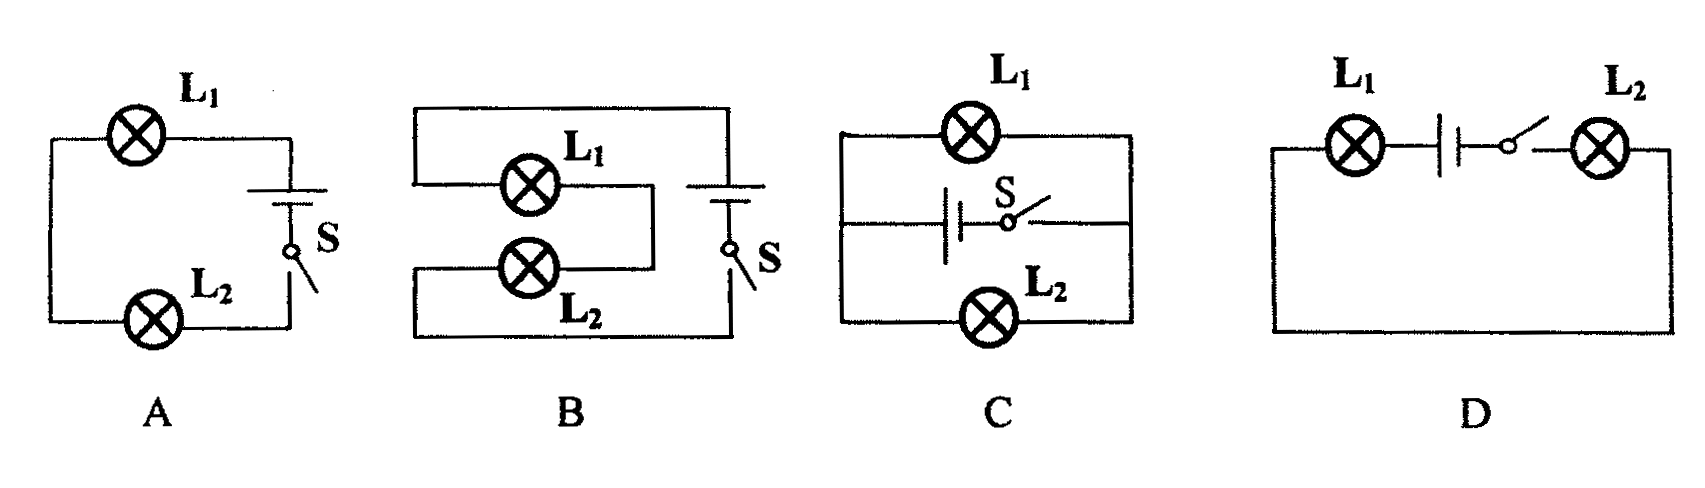 L₁ L₂ S
A
L₁ L₂ S
B
L₁ S L₂
C
L₁ L₂
D